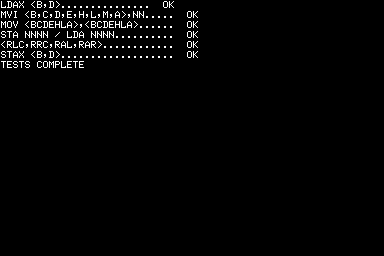 LDAX <B,D>............... OK
MVI <B,C,D,E,H,L,M,A>,NN..... OK
MOV <BCDEHLA>,<BCDEHLA>...... OK
STA NNNN / LDA NNNN.......... OK
<RLC,RRC,RAL,RAR>............ OK
STAX <B,D>................... OK
TESTS COMPLETE